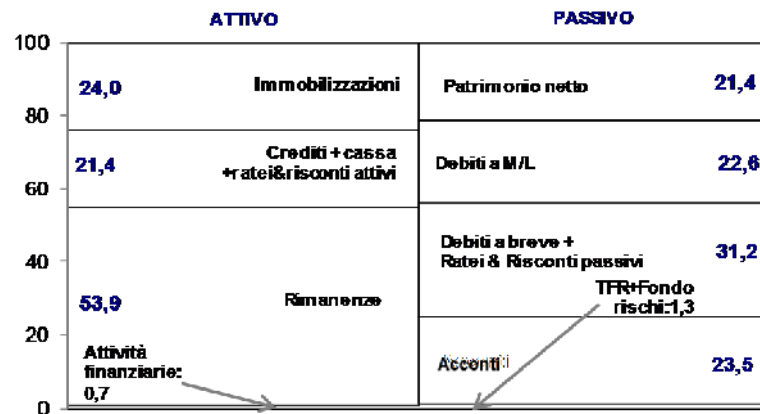 ATTIVO
PASSIVO
100
80
60
40
20
0
24,0
Immobilizzazioni
21,4
Crediti + cassa
+ratei&risconti attivi
53,9
Rimanenze
Attività
finanziarie:
0,7
Patrimonio netto
21,4
Debiti a M/L
22,6
Debiti a breve +
Ratei & Risconti passivi
31,2
TFR+Fondo
rischi:1,3
Acconti
23,5